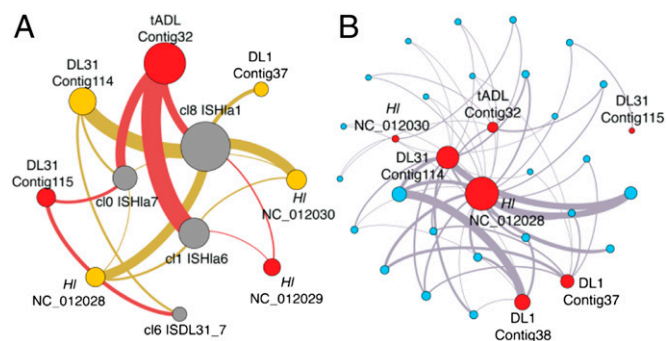 A
tADL
Contig32
DL31
Contig114
DL1
Contig37
cl8 ISHla1
DL31
Contig115
cl0 ISHla7
Hl
NC_012030
cl1 ISHla6
Hl
NC_012028
Hl
NC_012029
cl6 ISDL31_7
B
tADL
Contig32
DL31
Contig115
Hl
NC_012030
DL31
Contig114
Hl
NC_012028
DL1
Contig37
DL1
Contig38